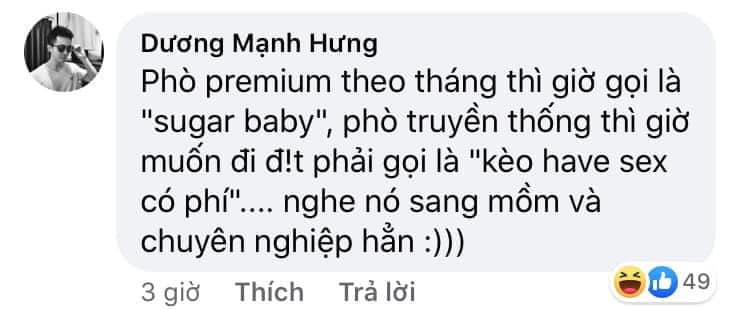 Dương Mạnh Hưng
Phò premium theo tháng thì giờ gọi là
"sugar baby", phò truyền thống thì giờ
muốn đi đ!t phải gọi là "kèo have sex
có phí".... nghe nó sang mồm và
chuyên nghiệp hẳn :)))
49
3 giờ Thích Trả lời